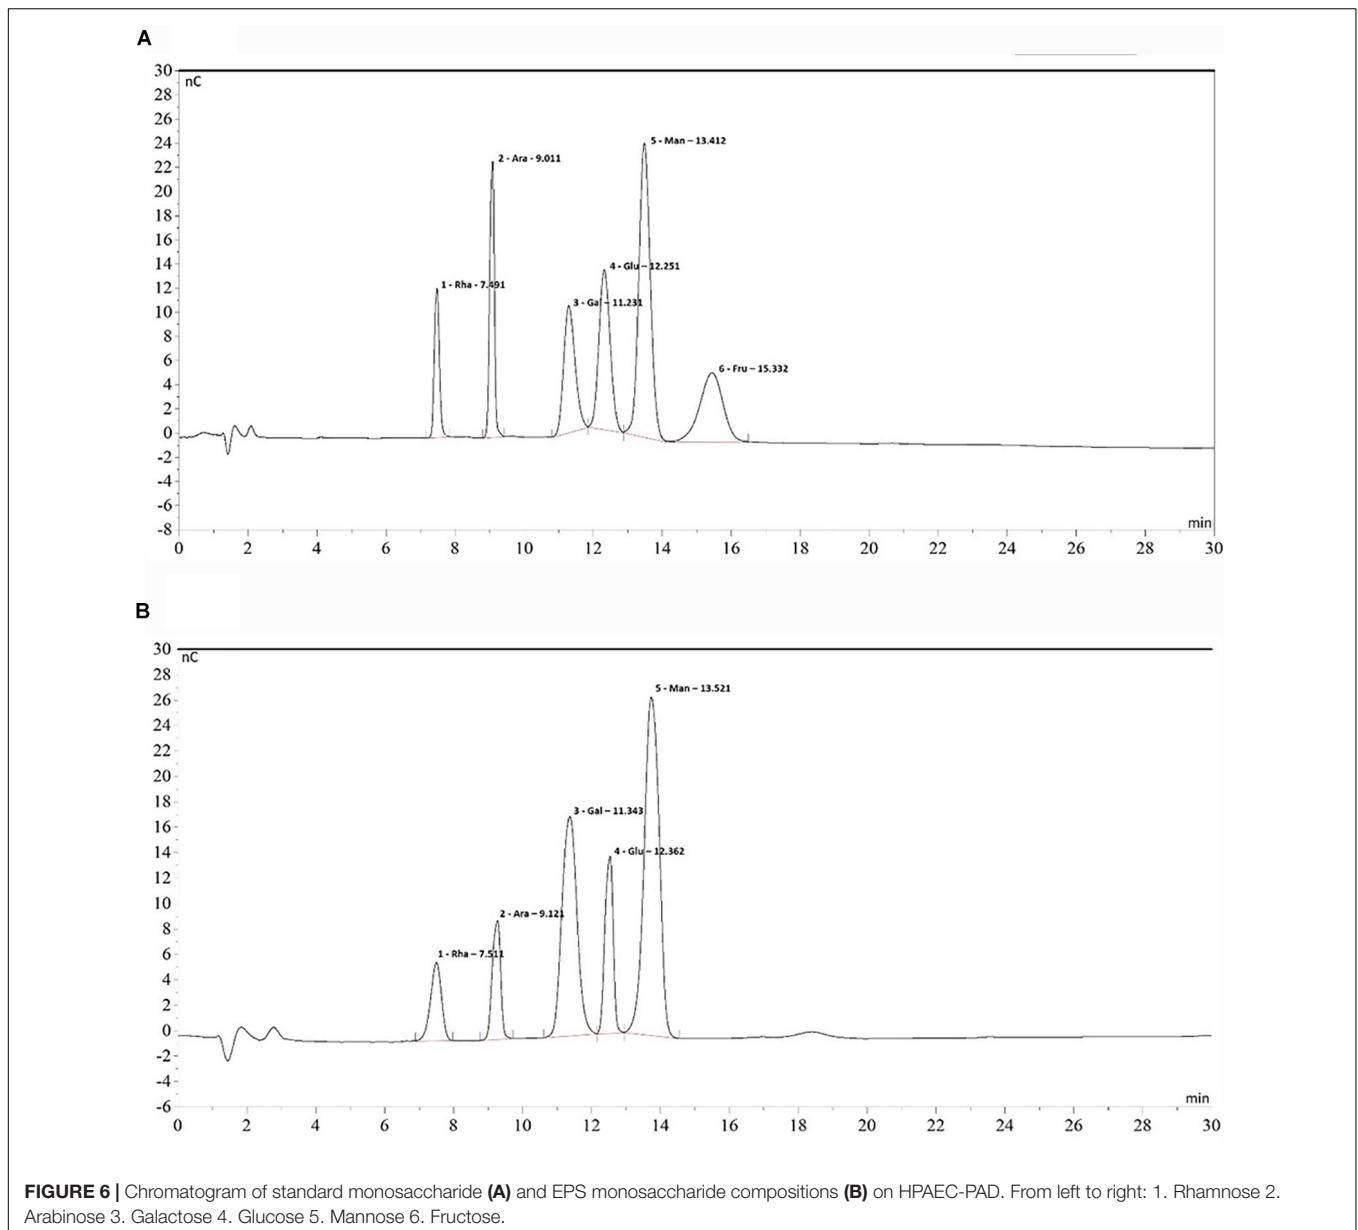 A
30
nC
28
26
24
22
20
18
16
14
12
10
8
6
4
2
0
-2
-4
-6
-8
1 - Rha - 7.491
2 - Ara - 9.011
3 - Gal – 11.231
4 - Glu – 12.251
5 - Man – 13.412
6 - Fru – 15.332
min
0 2 4 6 8 10 12 14 16 18 20 22 24 26 28 30
B
30
nC
28
26
24
22
20
18
16
14
12
10
8
6
4
2
0
-2
-4
-6
1 - Rha – 7.511
2 - Ara – 9.121
3 - Gal – 11.343
4 - Glu – 12.362
5 - Man – 13.521
min
0 2 4 6 8 10 12 14 16 18 20 22 24 26 28 30
FIGURE 6 | Chromatogram of standard monosaccharide (A) and EPS monosaccharide compositions (B) on HPAEC-PAD. From left to right: 1. Rhamnose 2.
Arabinose 3. Galactose 4. Glucose 5. Mannose 6. Fructose.